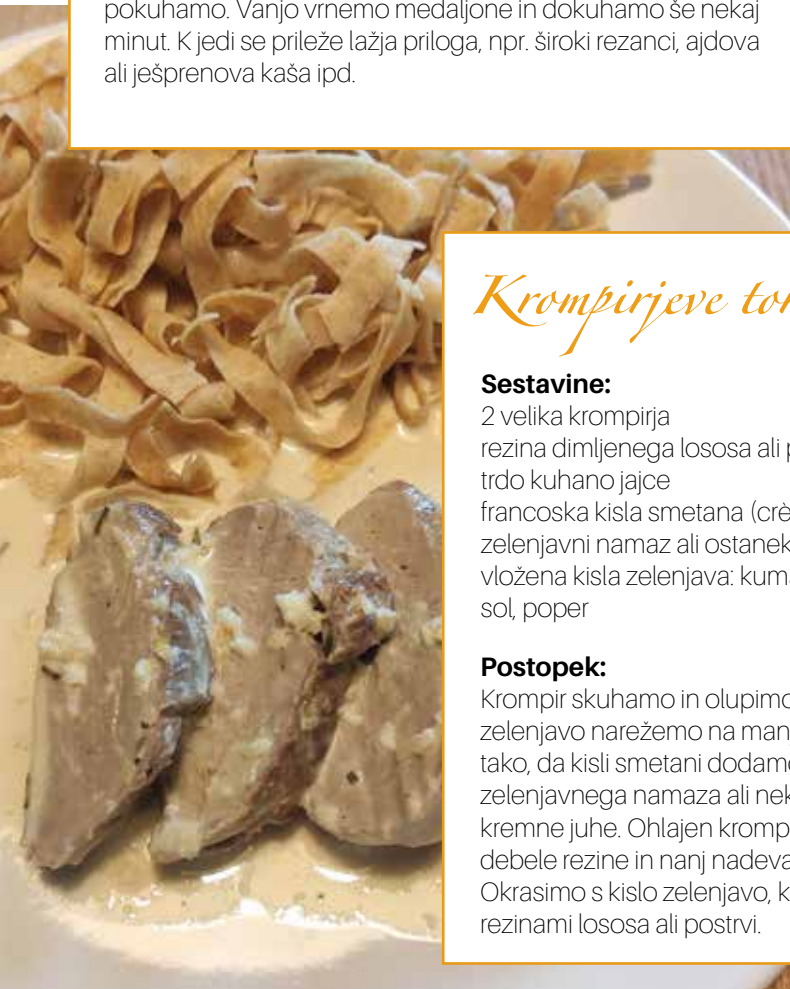 pokuhamo. Vanjo vrnemo medaljone in dokuhamo še nekaj
minut. K jedi se prileže lažja priloga, npr. široki rezanci, ajdova
ali ješprenova kaša ipd.
Krompirjeve
Sestavine:
2 velika krompirja
rezina dimljenega lososa ali
trdo kuhano jajce
francoska kisla smetana
zelenjavni namaz ali ostanek
vložena kisla zelenjava:
sol, poper
Postopek:
Krompir skuhamo in olupimo
zelenjavo narežemo na
tako, da kisli smetani dodamo
zelenjavnega namaza ali
kremne juhe. Ohlajen
debele rezine in nanj
Okrasimo s kislo zelenjavo,
rezinami lososa ali postrvi.